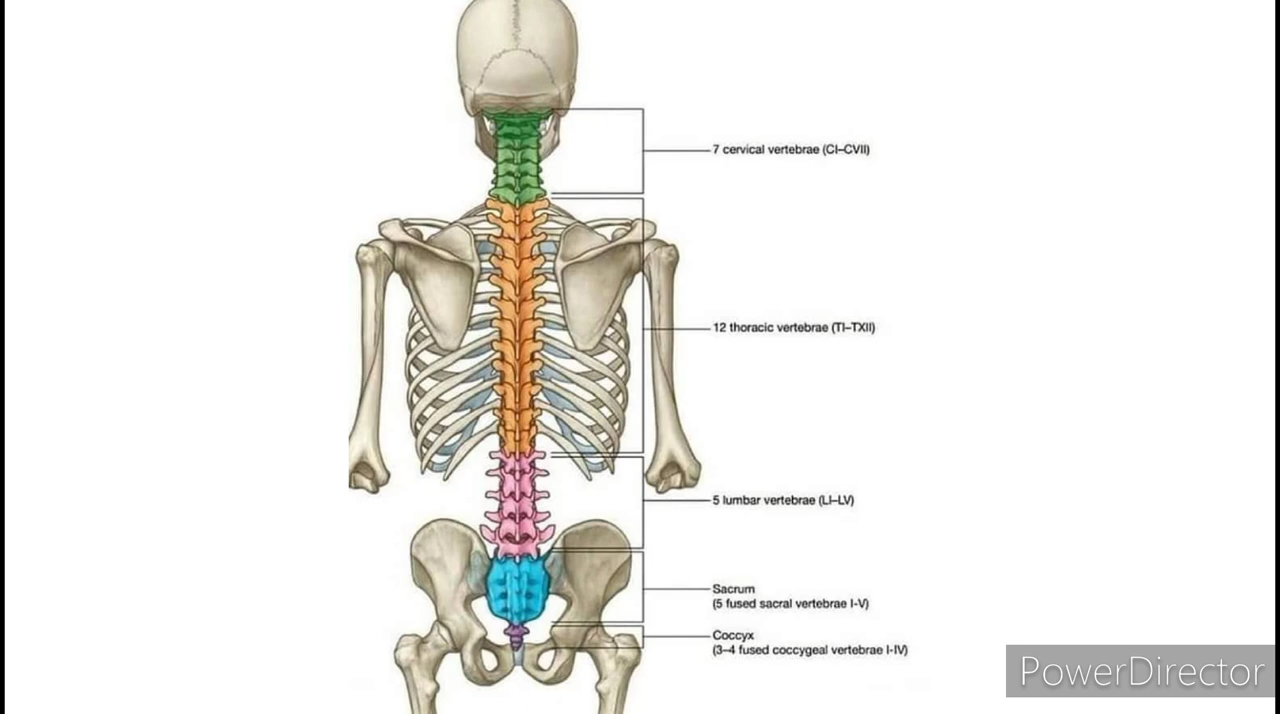 7 cervical vertebrae (CI–CVII)
12 thoracic vertebrae (TI–TXII)
5 lumbar vertebrae (LI–LV)
Sacrum
(5 fused sacral vertebrae I-V)
Coccyx
(3–4 fused coccygeal vertebrae I-IV)
PowerDirector